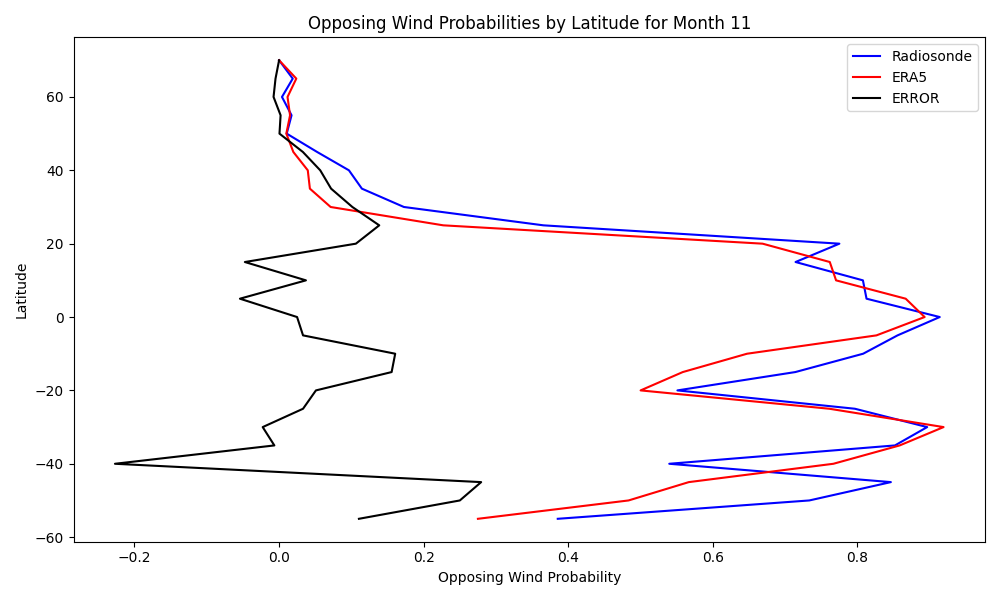 Opposing Wind Probabilities by Latitude for Month 11
Radiosonde
ERA5
ERROR
Latitude
60
40
20
0
−20
−40
−60
−0.2
0.0
0.2
0.4
0.6
0.8
Opposing Wind Probability